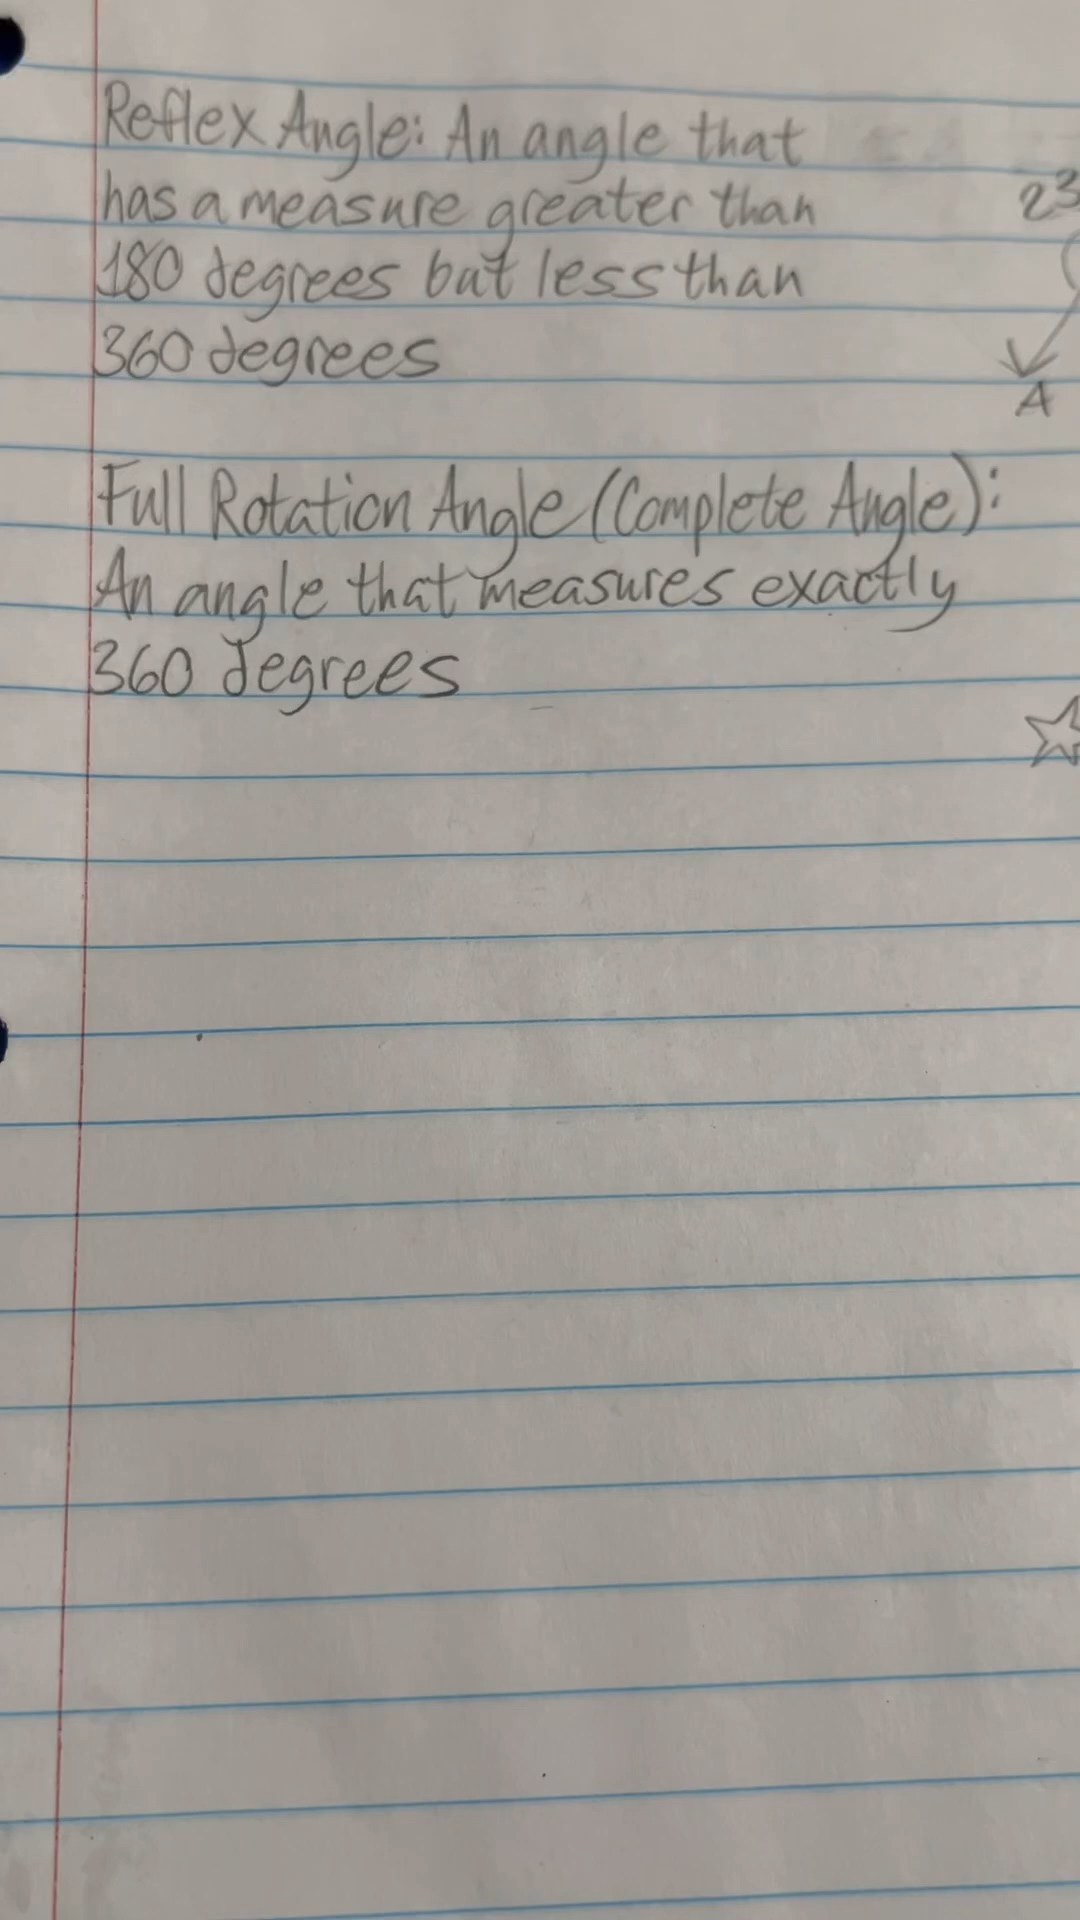 Reflex Angle: An angle that
has a measure greater than
180 degrees but less than
360 degrees
A
Full Rotation Angle (Complete Angle):
An angle that measures exactly
360 degrees